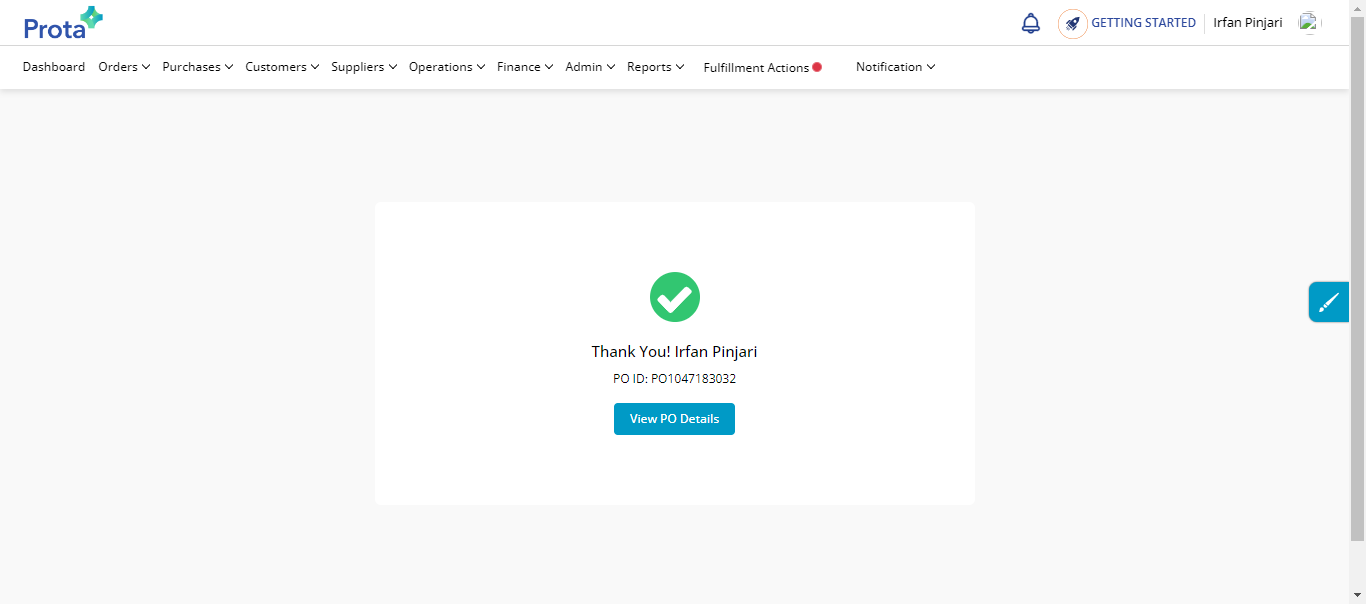 Prota
GETTING STARTED
Irfan Pinjari
Dashboard Orders Purchases Customers Suppliers Operations Finance Admin Reports Fulfillment Actions Notification
Thank You! Irfan Pinjari
PO ID: PO1047183032
View PO Details